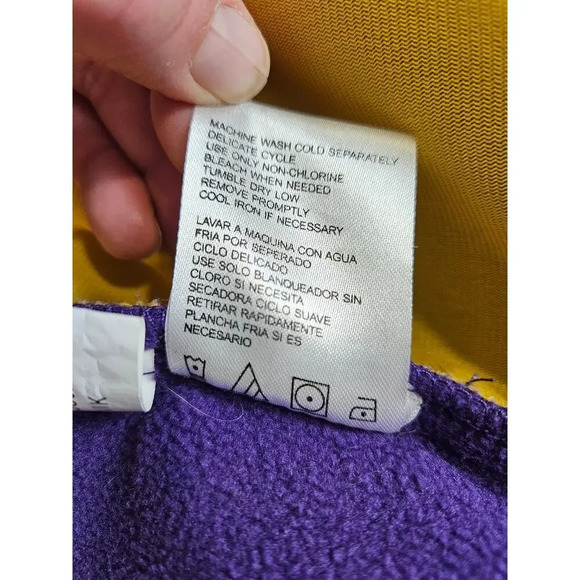 MACHINE WASH COLD SEPARATELY
DELICATE CYCLE
USE ONLY NON-CHLORINE
BLEACH WHEN NEEDED
TUMBLE DRY LOW
REMOVE PROMPTLY
COOL IRON IF NECESSARY
LAVAR A MAQUINA CON AGUA
FRIA POR SEPERADO
CICLO DELICADO
USE SOLO BLANQUEADOR SIN
CLORO SI NECESITA
SECADORA CICLO SUAVE
RETIRAR RAPIDAMENTE
PLANCHA FRIA SI ES
NECESARIO